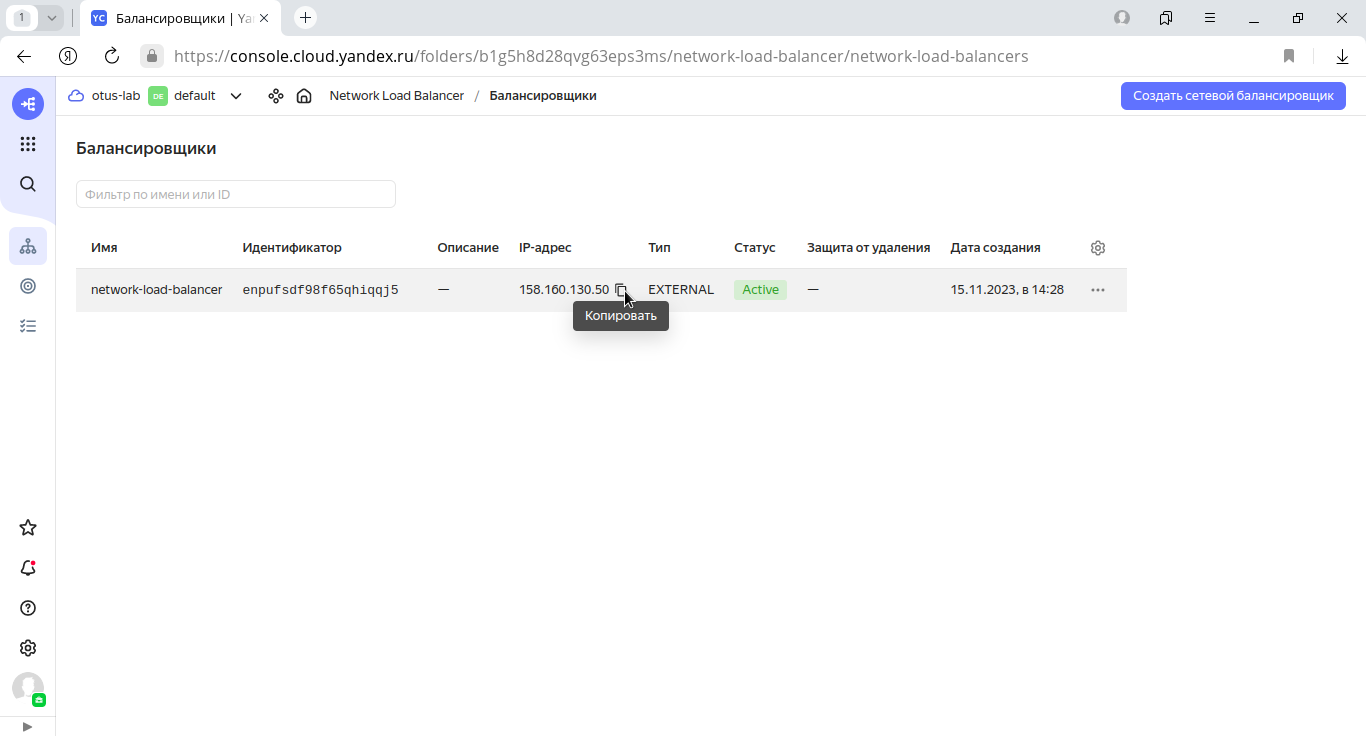 1
YC
Балансировщики | Ya
Я
https://console.cloud.yandex.ru/folders/b1g5h8d28qvg63eps3ms/network-load-balancer/network-load-balancers
otus-lab DE default Network Load Balancer / Балансировщики Создать сетевой балансировщик
Балансировщики
Фильтр по имени или ID
Имя Идентификатор Описание IP-адрес Тип Статус Защита от удаления Дата создания
network-load-balancer enpufsdf98f65qhiqqj5 — 158.160.130.50 EXTERNAL Active — 15.11.2023, в 14:28
Копировать